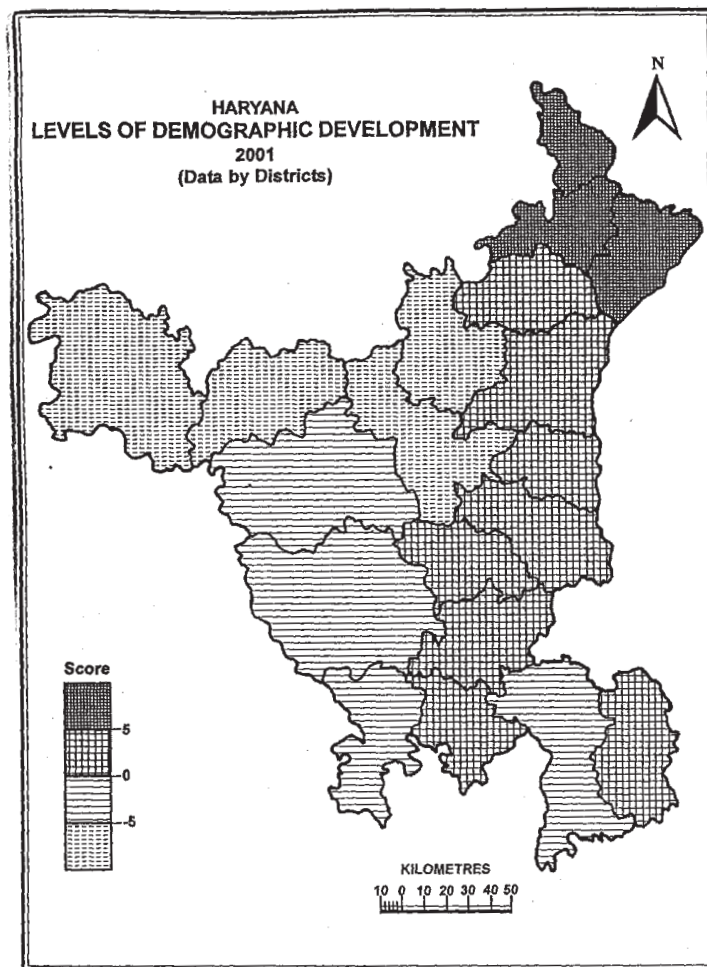 N
HARYANA
LEVELS OF DEMOGRAPHIC DEVELOPMENT
2001
(Data by Districts)
Score
5
0
-5
KILOMETRES
10 0 10 20 30 40 50